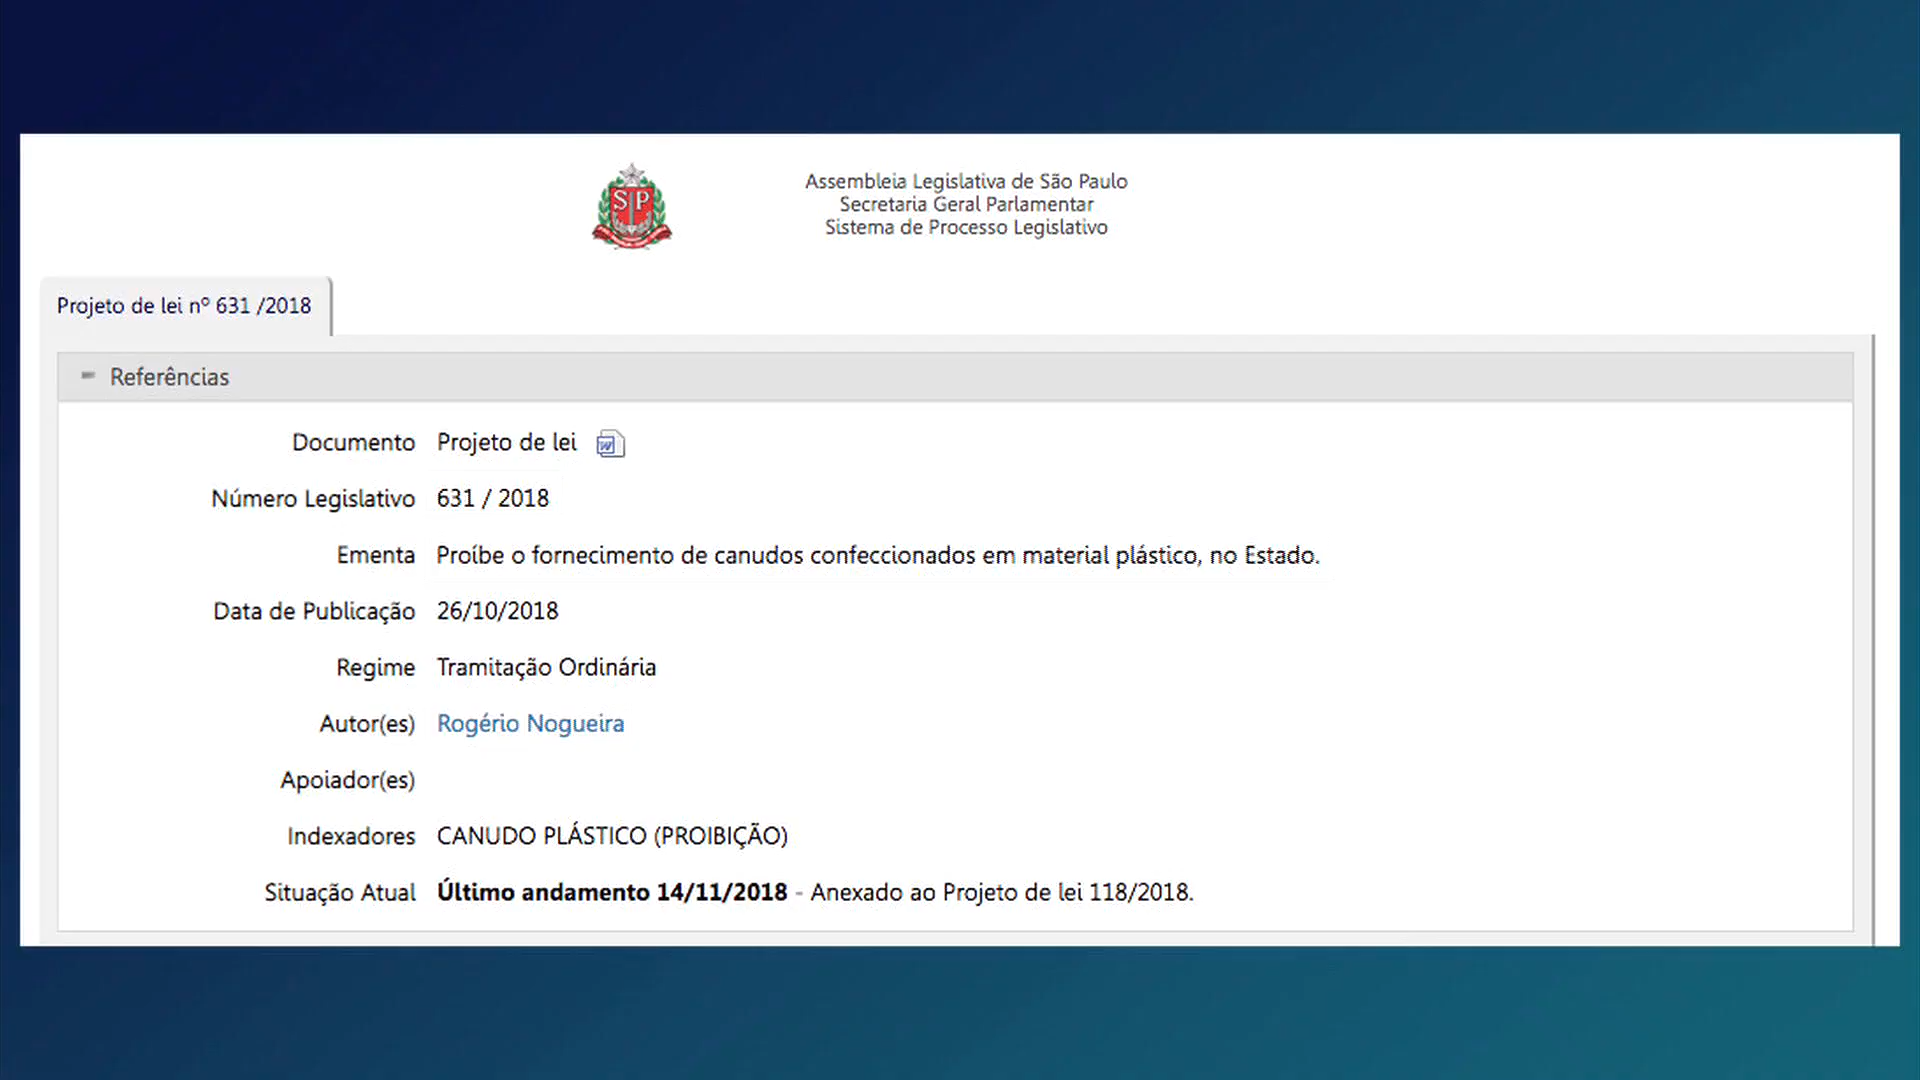 SP
Assembleia Legislativa de São Paulo
Secretaria Geral Parlamentar
Sistema de Processo Legislativo
Projeto de lei nº 631 /2018
Referências
Documento Projeto de lei
Número Legislativo 631 / 2018
Ementa Proíbe o fornecimento de canudos confeccionados em material plástico, no Estado.
Data de Publicação 26/10/2018
Regime Tramitação Ordinária
Autor(es) Rogério Nogueira
Apoiador(es)
Indexadores CANUDO PLÁSTICO (PROIBIÇÃO)
Situação Atual Último andamento 14/11/2018 - Anexado ao Projeto de lei 118/2018.